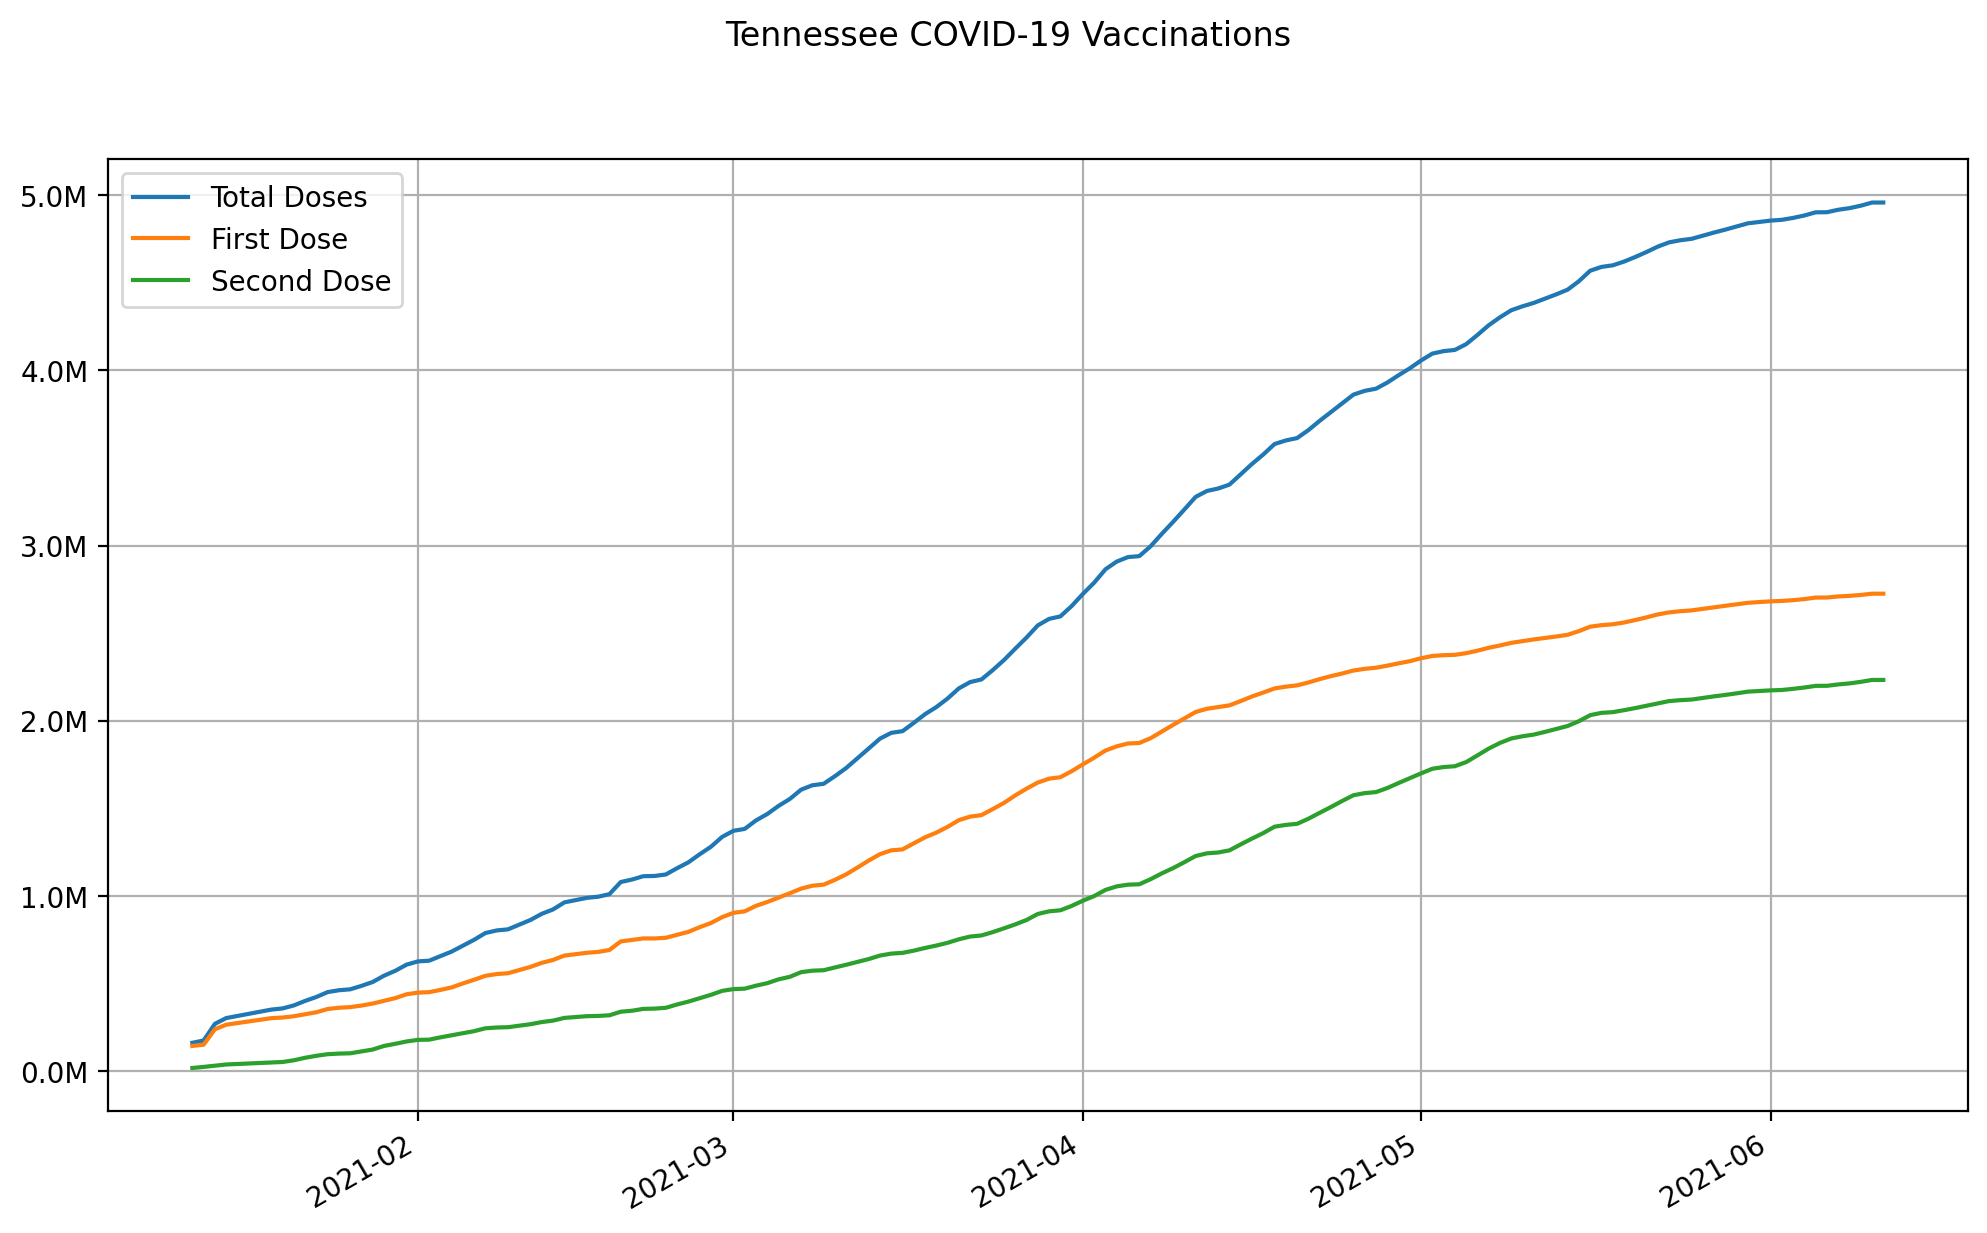 Tennessee COVID-19 Vaccinations
5.0M
4.0M
3.0M
2.0M
1.0M
0.0M
Total Doses
First Dose
Second Dose
2021-02
2021-03
2021-04
2021-05
2021-06